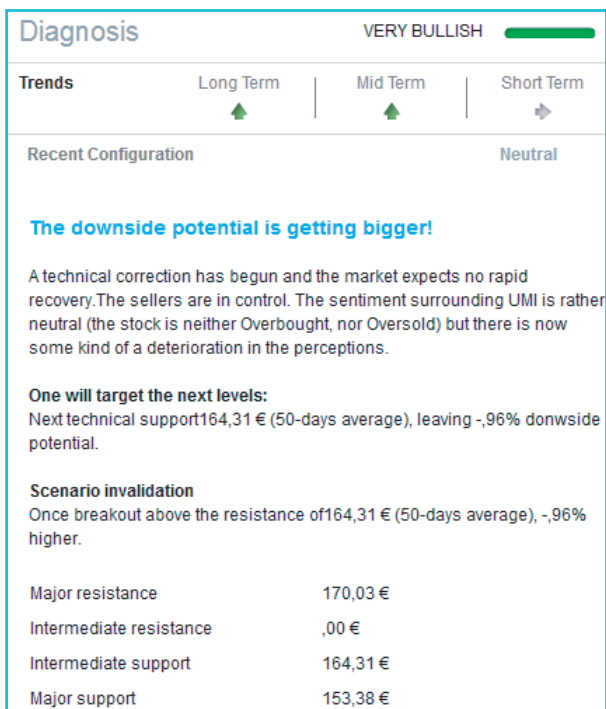 Diagnosis VERY BULLISH
Trends Long Term Mid Term Short Term
Recent Configuration Neutral
The downside potential is getting bigger!
A technical correction has begun and the market expects no rapid
recovery.The sellers are in control. The sentiment surrounding UMI is rather
neutral (the stock is neither Overbought, nor Oversold) but there is now
some kind of a deterioration in the perceptions.
One will target the next levels:
Next technical support164,31 € (50-days average), leaving -,96% donwside
potential.
Scenario invalidation
Once breakout above the resistance of164,31 € (50-days average), -,96%
higher.
Major resistance 170,03 €
Intermediate resistance ,00 €
Intermediate support 164,31 €
Major support 153,38 €